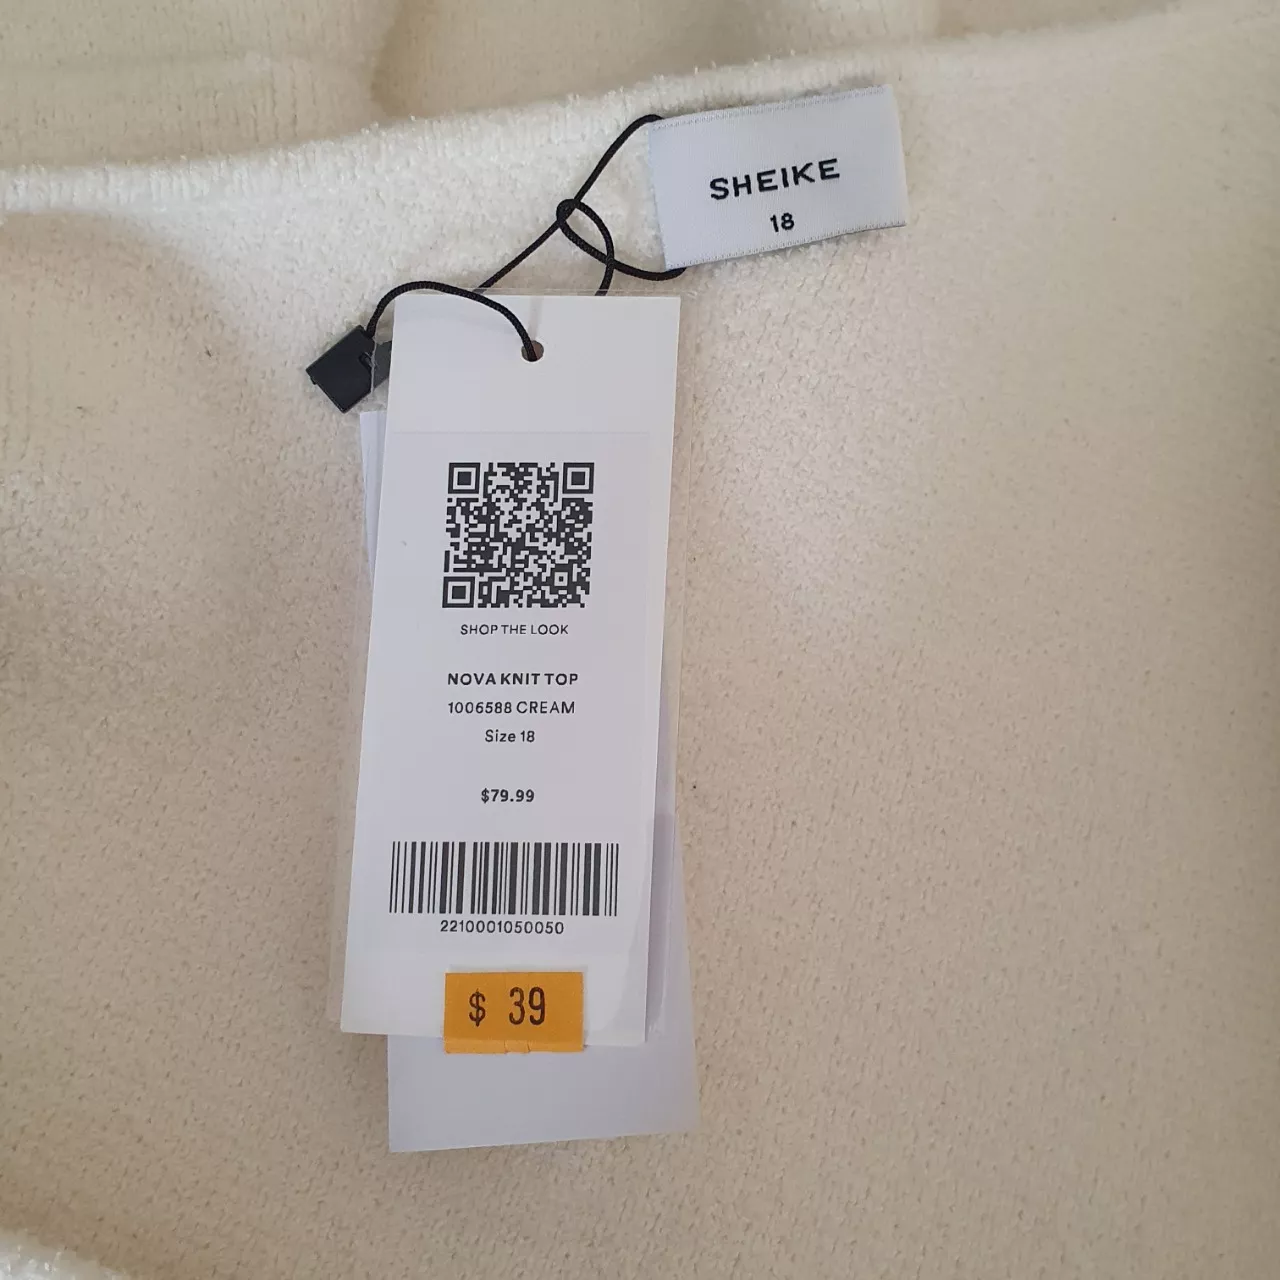 SHEIKE
18
SHOP THE LOOK
NOVA KNIT TOP
1006588 CREAM
Size 18
$79.99
2210001050050
$ 39